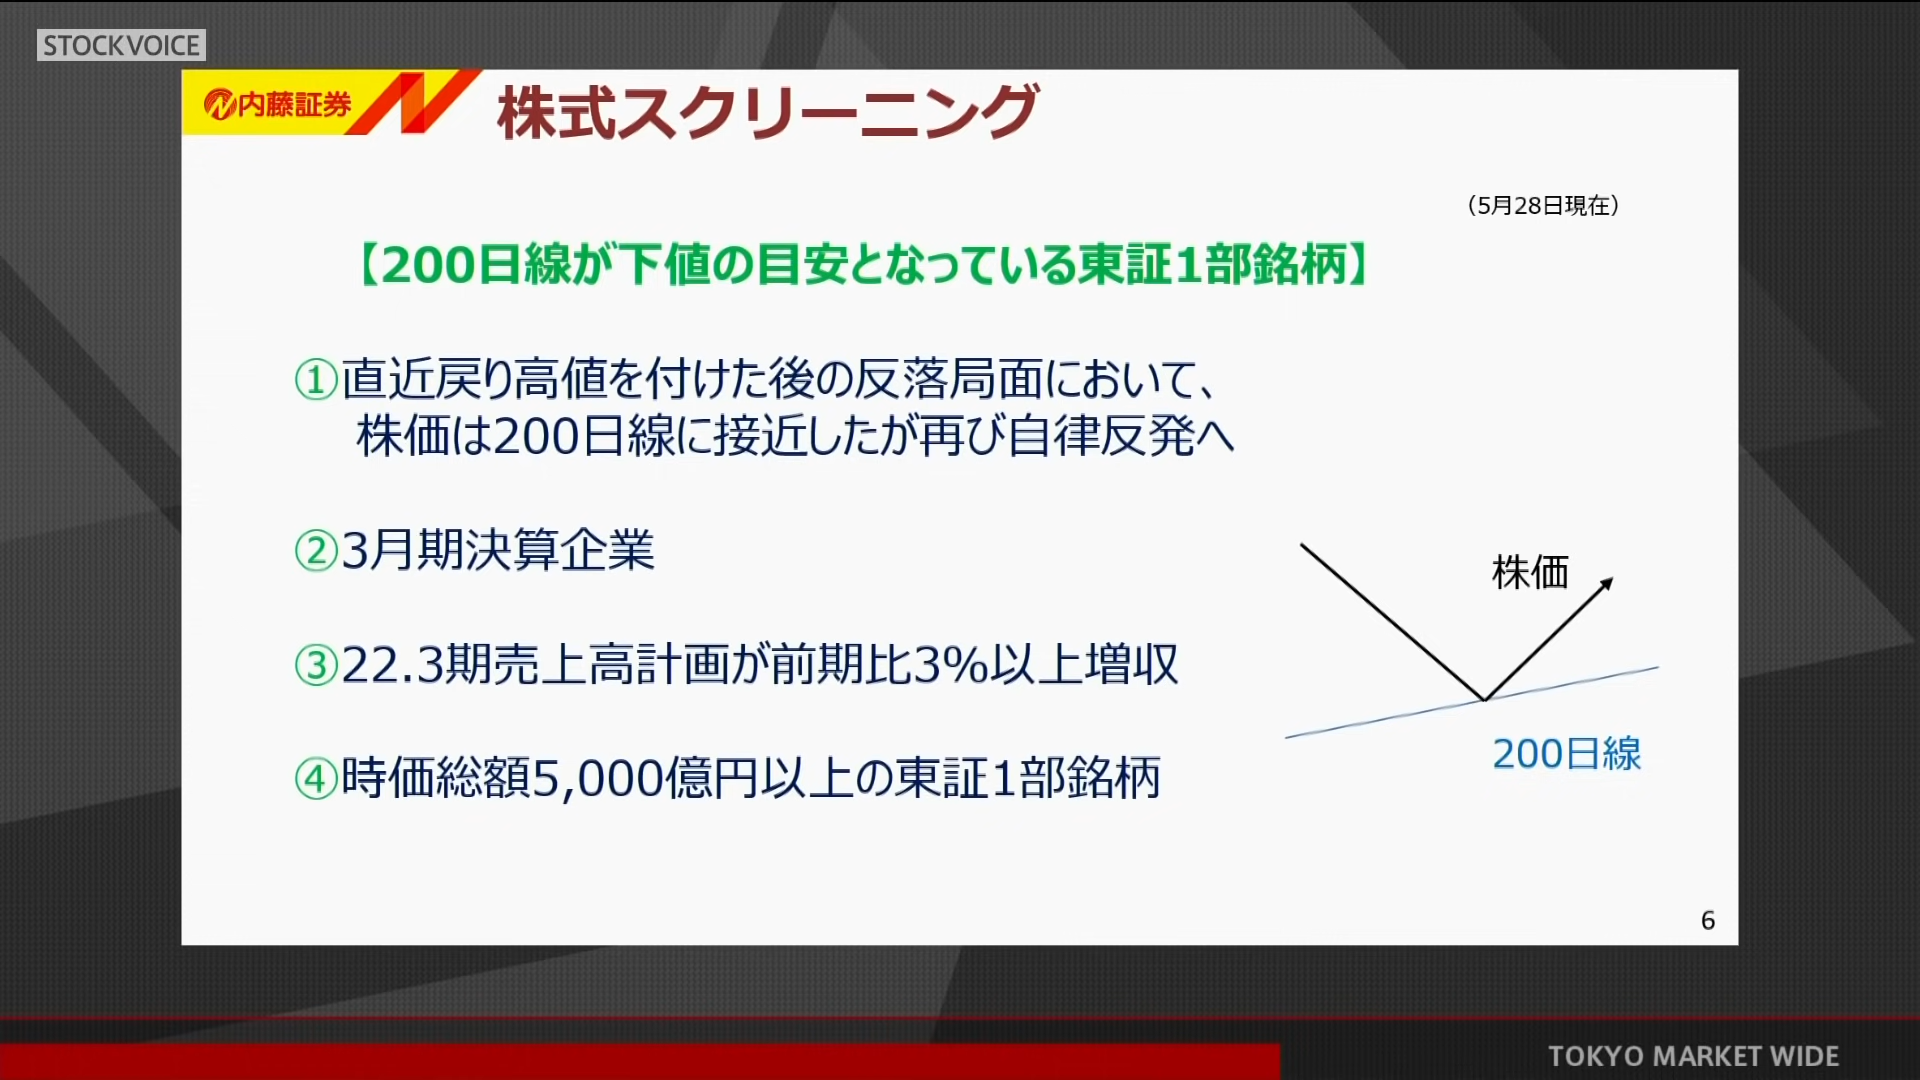 STOCKVOICE
内藤証券
株式スクリーニング
（5月28日現在）
【200日線が下値の目安となっている東証1部銘柄】
①直近戻り高値を付けた後の反落局面において、
株価は200日線に接近したが再び自律反発へ
②3月期決算企業
③22.3期売上高計画が前期比3%以上増収
④時価総額5,000億円以上の東証1部銘柄
株価
200日線
6
TOKYO MARKET WIDE